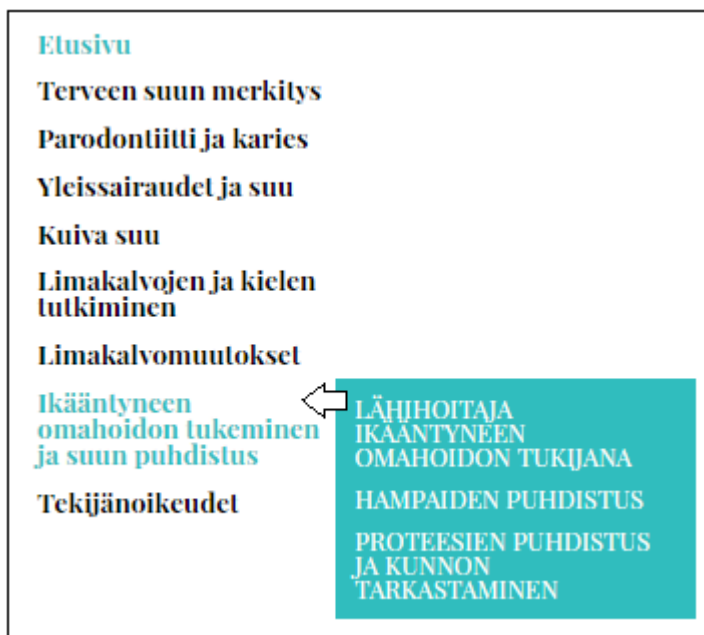 Etusivu
Terveen suun merkitys
Parodontiitti ja karies
Yleissairaudet ja suu
Kuiva suu
Limakalvojen ja kielen
tutkiminen
Limakalvomuutokset
Ikääntyneen
omahoidon tukeminen
ja suun puhdistus
Tekijänoikeudet
LÄHIHOITAJA
IKÄÄNTYNEEN
OMAHOIDON TUKIJANA
HAMPAIDEN PUHDISTUS
PROTEESIEN PUHDISTUS
JA KUNNON
TARKASTAMINEN